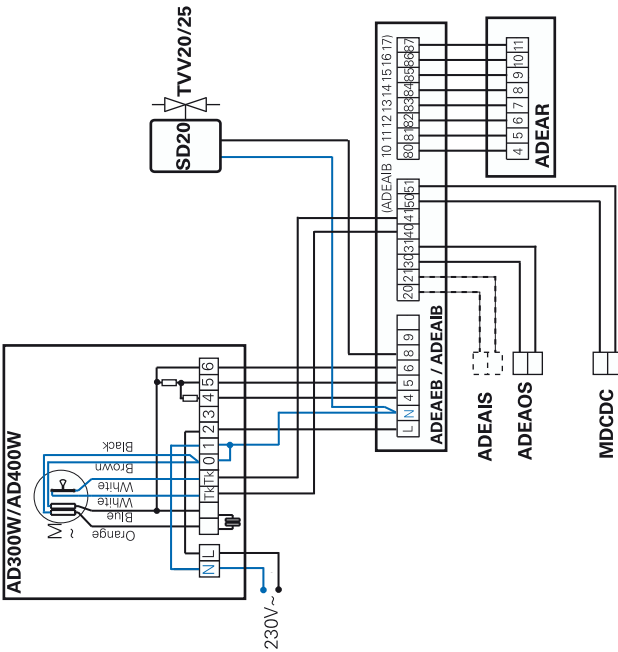 TVV20/25
SD20
(ADEAIB 10 11 12 13 14 15 16 17)
80 81 82 83 84 85 86 87
4 5 6 7 8 9 10 11
ADEAR
20 21 30 31 40 41 50 51
L N 4 5 6 8 9
ADEAEB / ADEAIB
ADEAIS
ADEAOS
MDCDC
AD300W/AD400W
M
~
Black
Brown
White
White
Blue
Orange
Tk Tk 0 1 2 3 4 5 6
N L
230V~